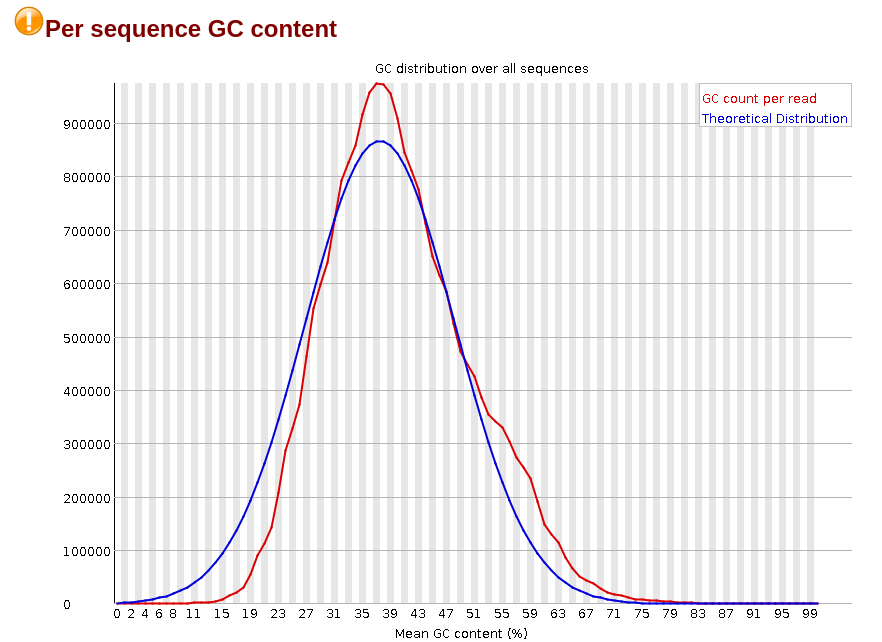 Per sequence GC content
GC distribution over all sequences
GC count per read
Theoretical Distribution
900000
800000
700000
600000
500000
400000
300000
200000
100000
0
0 2 4 6 8 11 15 19 23 27 31 35 39 43 47 51 55 59 63 67 71 75 79 83 87 91 95 99
Mean GC content (%)